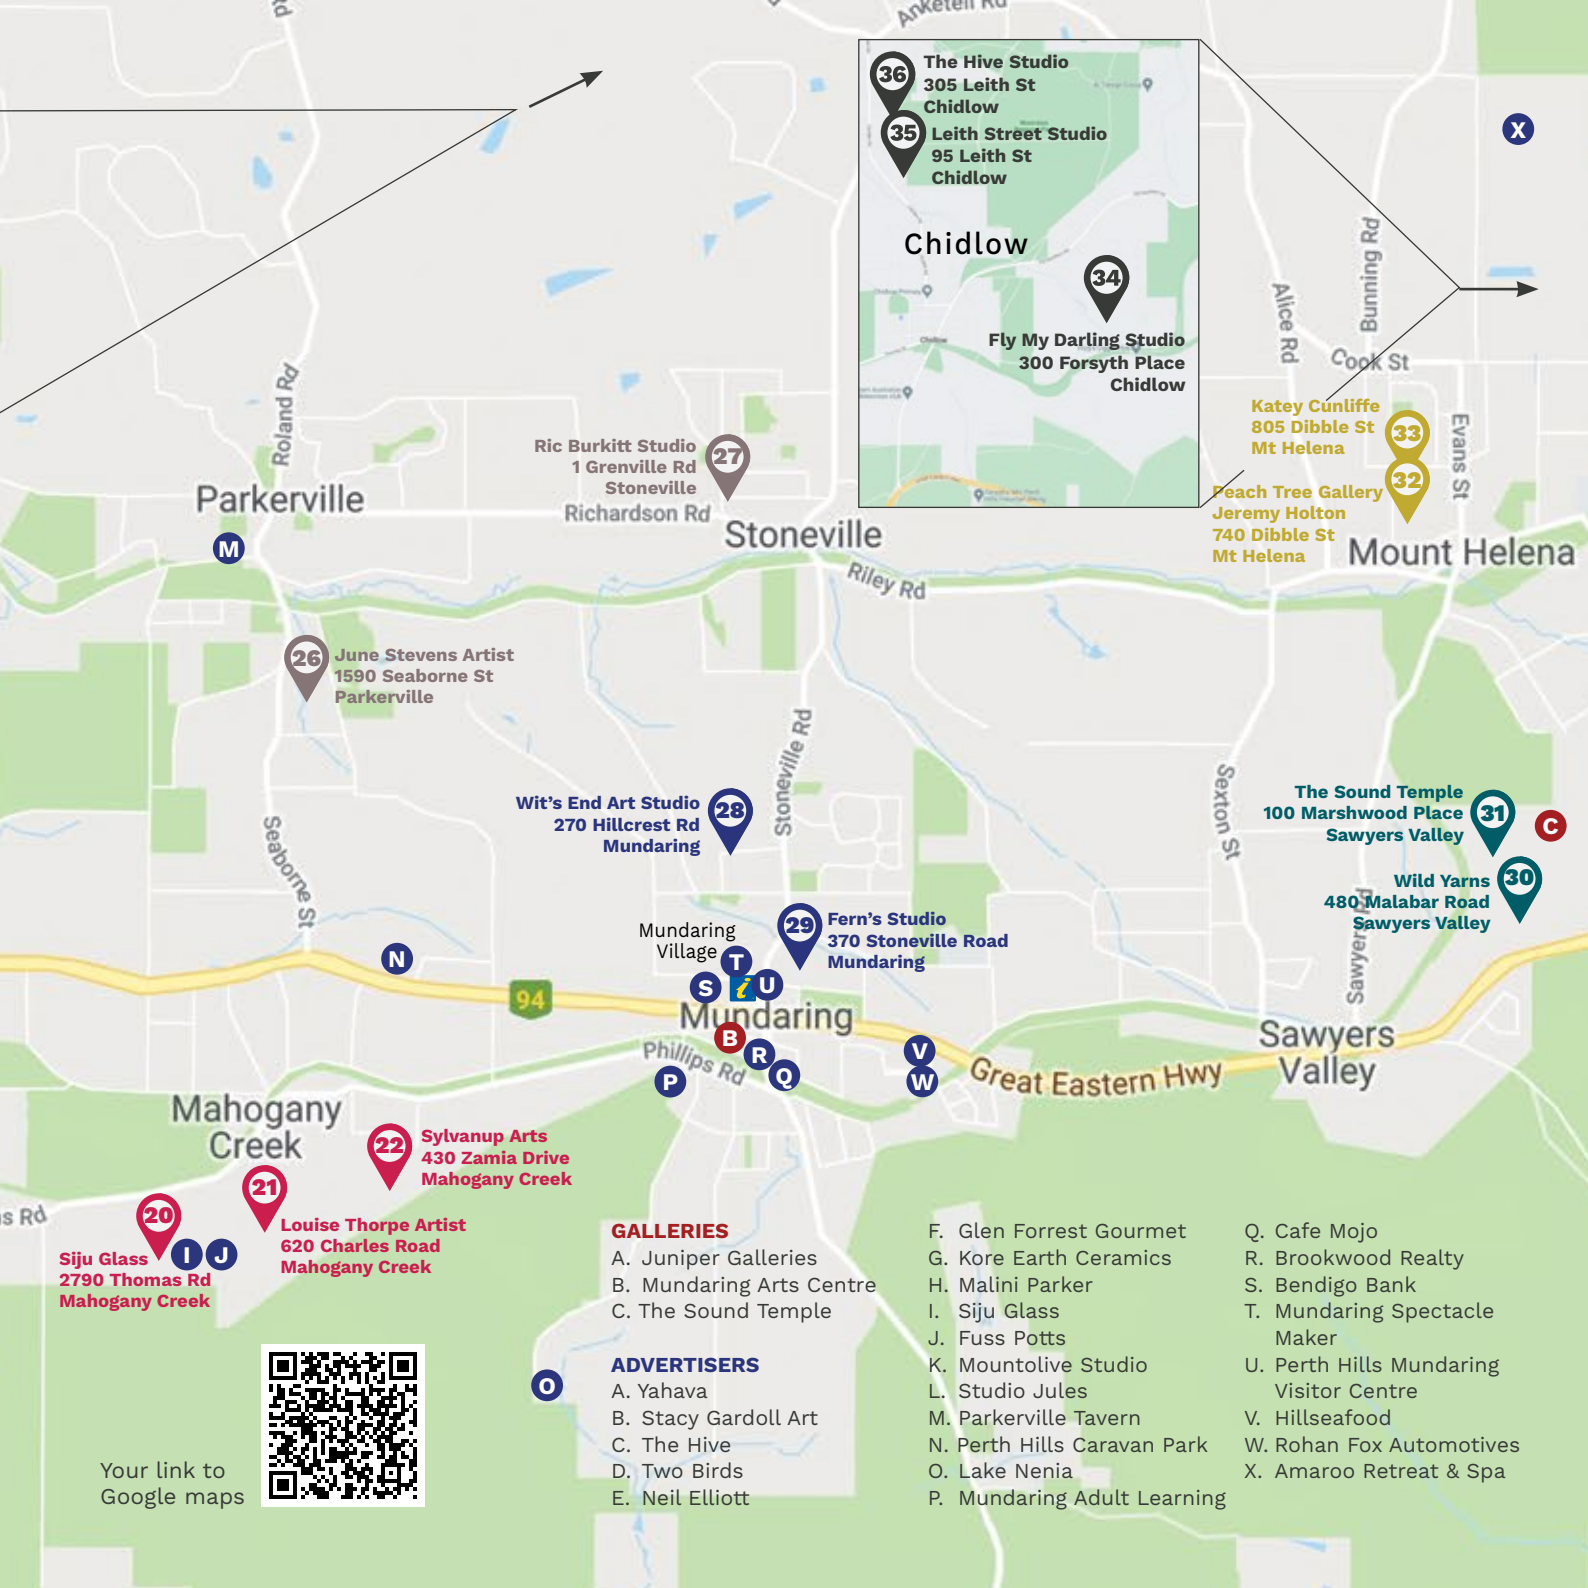 Anketell Rd
36
The Hive Studio
305 Leith St
Chidlow
35
Leith Street Studio
95 Leith St
Chidlow
Chidlow
34
Fly My Darling Studio
300 Forsyth Place
Chidlow
X
Alice Rd
Bunning Rd
Cook St
Evans St
Katey Cunliffe
805 Dibble St
Mt Helena
33
32
Peach Tree Gallery
Jeremy Holton
740 Dibble St
Mt Helena
Mount Helena
Roland Rd
Ric Burkitt Studio
1 Grenville Rd
Stoneville
27
Richardson Rd
Parkerville
M
Stoneville
Riley Rd
26
June Stevens Artist
1590 Seaborne St
Parkerville
Stoneville Rd
Sexton St
Seaborne St
Wit's End Art Studio
270 Hillcrest Rd
Mundaring
28
The Sound Temple
100 Marshwood Place
Sawyers Valley
31
C
Wild Yarns
480 Malabar Road
Sawyers Valley
30
29
Fern's Studio
370 Stoneville Road
Mundaring
Mundaring
Village
N
T
S
i
U
94
Mundaring
B
R
Q
P
Phillips Rd
V
W
Great Eastern Hwy
Sawyers
Valley
Mahogany
Creek
22
Sylvanup Arts
430 Zamia Drive
Mahogany Creek
21
Louise Thorpe Artist
620 Charles Road
Mahogany Creek
20
I
J
Siju Glass
2790 Thomas Rd
Mahogany Creek
O
GALLERIES
A. Juniper Galleries
B. Mundaring Arts Centre
C. The Sound Temple
ADVERTISERS
A. Yahava
B. Stacy Gardoll Art
C. The Hive
D. Two Birds
E. Neil Elliott
F. Glen Forrest Gourmet
G. Kore Earth Ceramics
H. Malini Parker
I. Siju Glass
J. Fuss Potts
K. Mountolive Studio
L. Studio Jules
M. Parkerville Tavern
N. Perth Hills Caravan Park
O. Lake Nenia
P. Mundaring Adult Learning
Q. Cafe Mojo
R. Brookwood Realty
S. Bendigo Bank
T. Mundaring Spectacle
Maker
U. Perth Hills Mundaring
Visitor Centre
V. Hillseafood
W. Rohan Fox Automotives
X. Amaroo Retreat & Spa
Your link to
Google maps